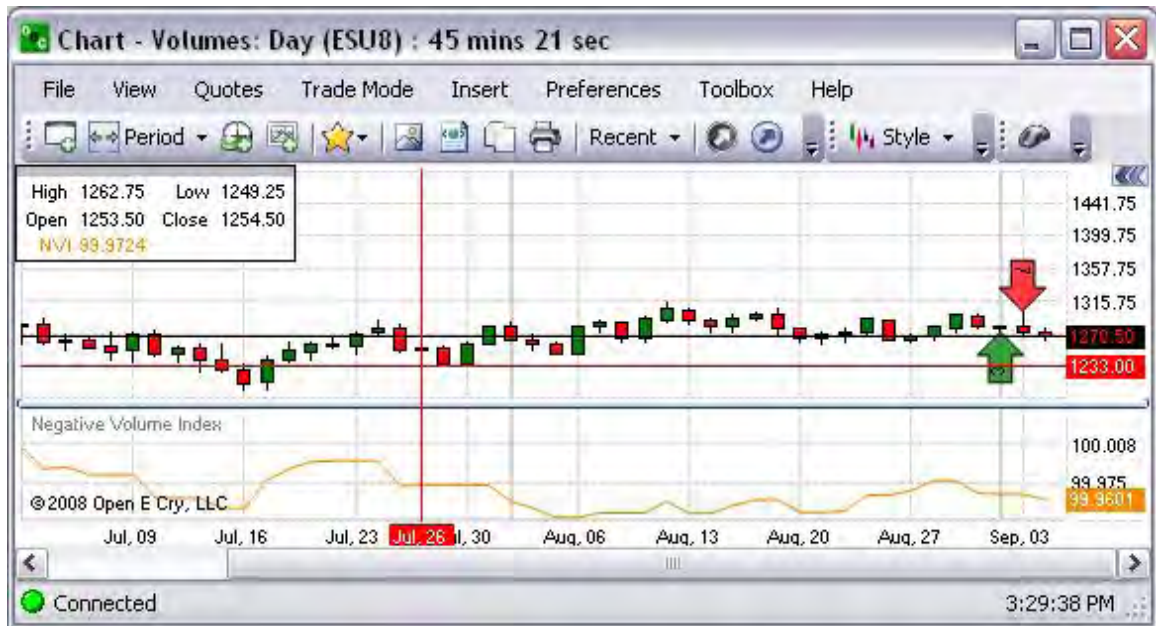 Chart - Volumes: Day (ESU8) : 45 mins 21 sec
File View Quotes Trade Mode Insert Preferences Toolbox Help
Period Recent Style
High 1262.75 Low 1249.25
Open 1253.50 Close 1254.50
NVI 99.9724
1441.75
1399.75
1357.75
1315.75
1270.50
1233.00
Negative Volume Index
100.008
99.975
99.9601
©2008 Open E Cry, LLC
Jul, 09 Jul, 16 Jul, 23 Jul, 26 Jul, 30 Aug, 06 Aug, 13 Aug, 20 Aug, 27 Sep, 03
Connected 3:29:38 PM